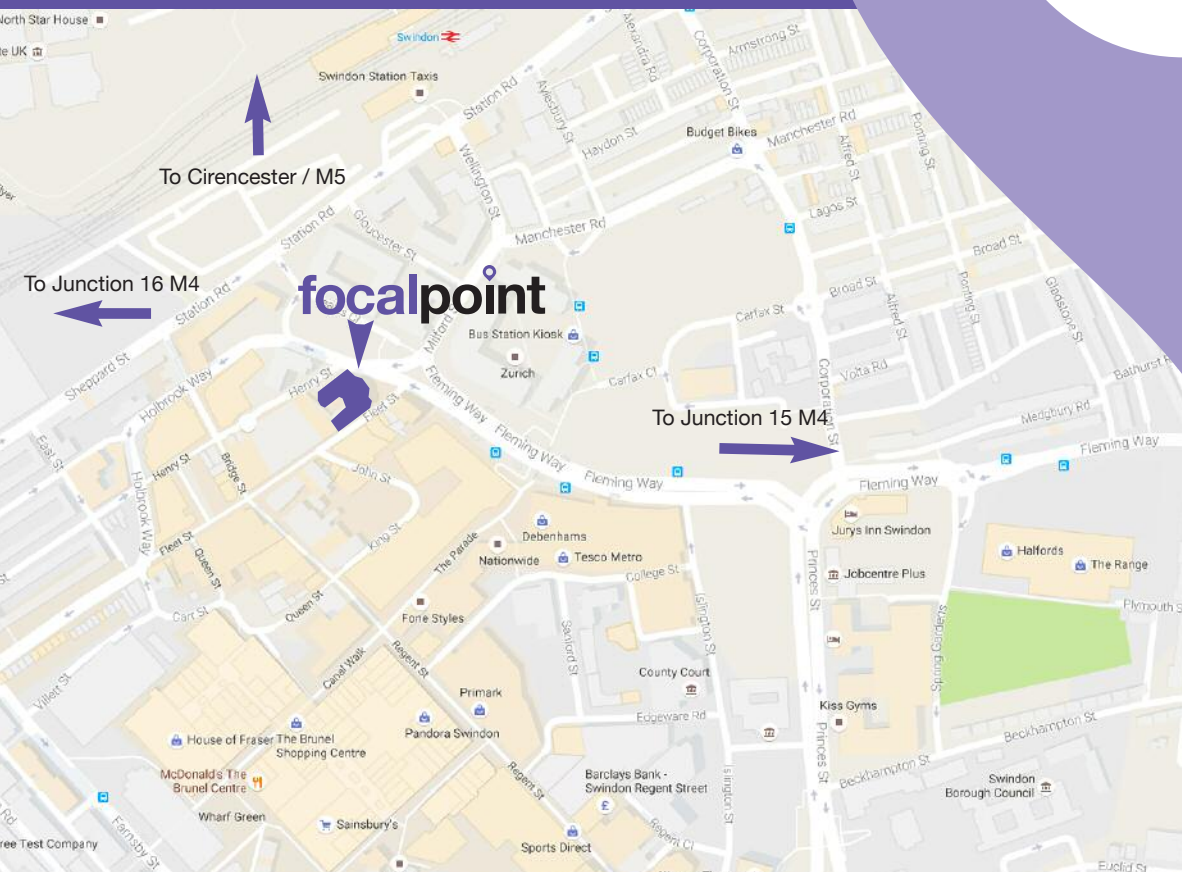 North Star House
te UK
Swindon
Swindon Station Taxis
Station Rd
Alexandra Rd
Aylesbury St
Haydon St
Corporation St
Armstrong St
Budget Bikes
Manchester Rd
Alfred St
Ponting St
To Cirencester / M5
Wellington St
Lagos St
Station Rd
Gloucester St
Manchester Rd
Broad St
To Junction 16 M4
focalpoint
Station Rd
Milford St
Bus Station Kiosk
Zurich
Carfax St
Broad St
Alfred St
Ponting St
Gladstone St
Sheppard St
Holbrook Way
Henry St
Fleet St
Fleming Way
Carfax Cl
Corporation St
Volta Rd
Bathurst R
To Junction 15 M4
Medgbury Rd
East St
Henry St
Bridge St
John St
Fleming Way
Fleming Way
Fleming Way
Fleming Way
Holbrook Way
Fleet St
Queen St
King St
The Parade
Debenhams
Nationwide
Tesco Metro
College St
Jurys Inn Swindon
Halfords
The Range
Jobcentre Plus
Princes St
Plymouth S
Carr St
Queen St
Fone Styles
Islington St
Spring Gardens
Villett St
Canal Walk
Regent St
Sanford St
County Court
Primark
Edgeware Rd
Kiss Gyms
Beckhampton St
House of Fraser
The Brunel
Shopping Centre
Pandora Swindon
McDonald's The
Brunel Centre
Regent St
Barclays Bank -
Swindon Regent Street
Islington St
Princes St
Beckhampton St
Swindon
Borough Council
Wharf Green
Sainsbury's
Sports Direct
Regent Cl
Farnsby St
Rd
ree Test Company
Euclid St